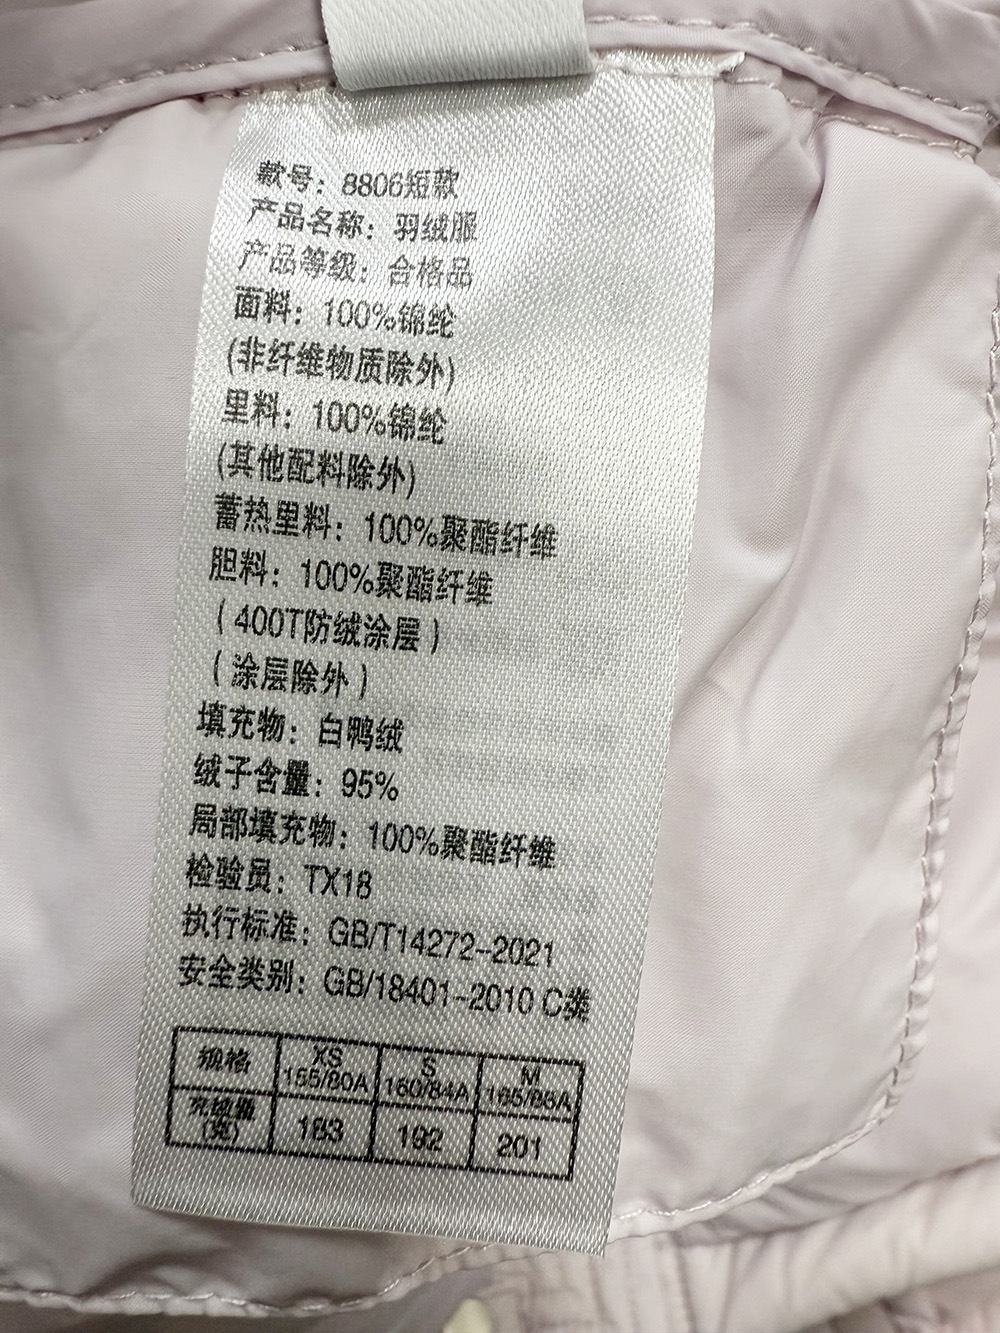 款号：8806短款
产品名称：羽绒服
产品等级：合格品
面料：100%锦纶
(非纤维物质除外)
里料：100%锦纶
(其他配料除外)
蓄热里料：100%聚酯纤维
胆料：100%聚酯纤维
(400T防绒涂层)
(涂层除外)
填充物：白鸭绒
绒子含量：95%
局部填充物：100%聚酯纤维
检验员：TX18
执行标准：GB/T14272-2021
安全类别：GB/18401-2010 C类
规格 XS 155/80A S 160/84A M 165/88A
充绒量(克) 183 192 201